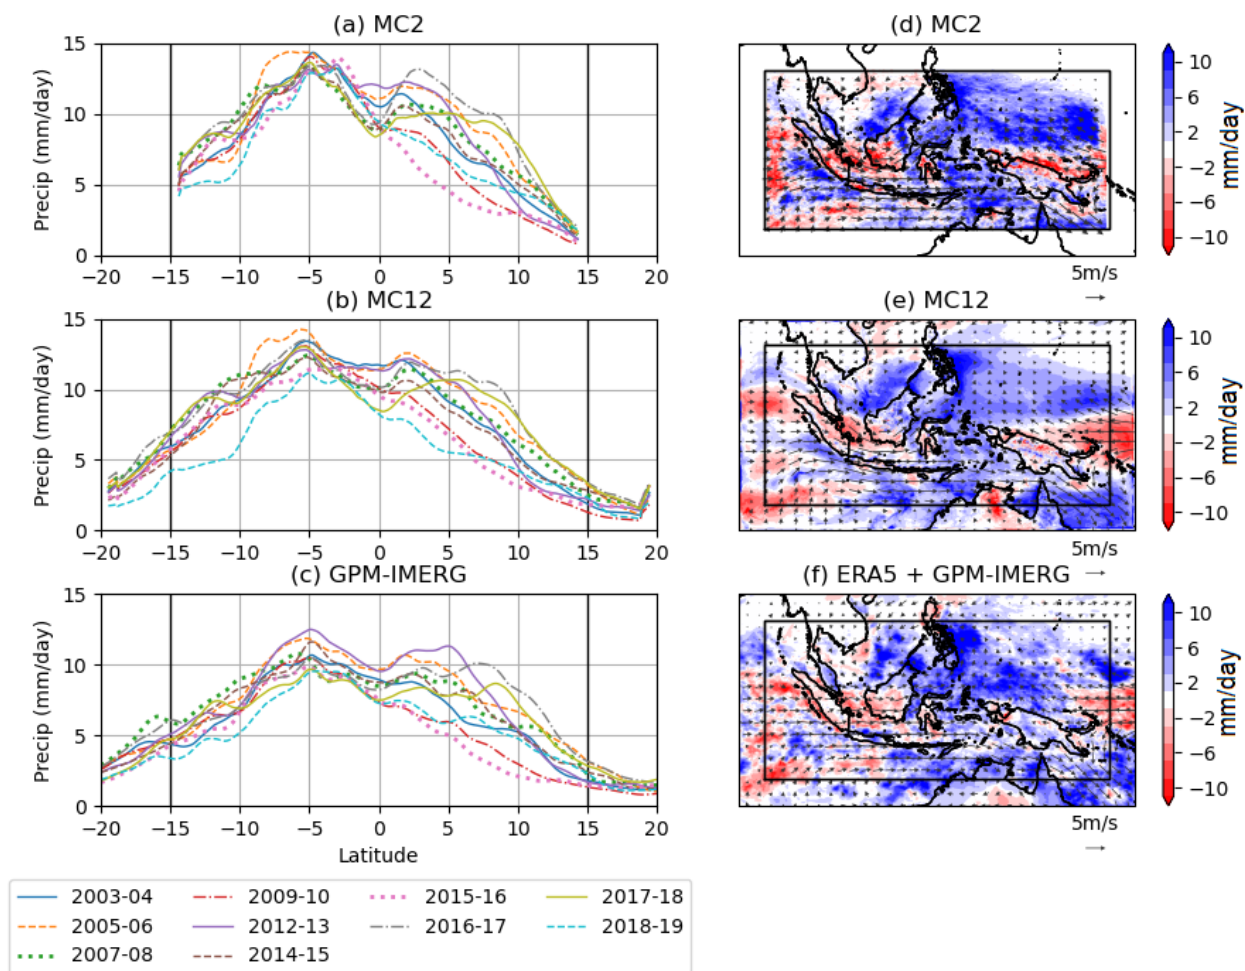 (a) MC2
Precip (mm/day)
15
10
5
0
−20 −15 −10 −5 0 5 10 15 20
(d) MC2
10
6
2
−2
−6
−10
mm/day
5m/s
(b) MC12
Precip (mm/day)
15
10
5
0
−20 −15 −10 −5 0 5 10 15 20
(e) MC12
10
6
2
−2
−6
−10
mm/day
5m/s
(c) GPM-IMERG
Precip (mm/day)
15
10
5
0
−20 −15 −10 −5 0 5 10 15 20
Latitude
(f) ERA5 + GPM-IMERG
10
6
2
−2
−6
−10
mm/day
5m/s
2003-04 2009-10 2015-16 2017-18
2005-06 2012-13 2016-17 2018-19
2007-08 2014-15